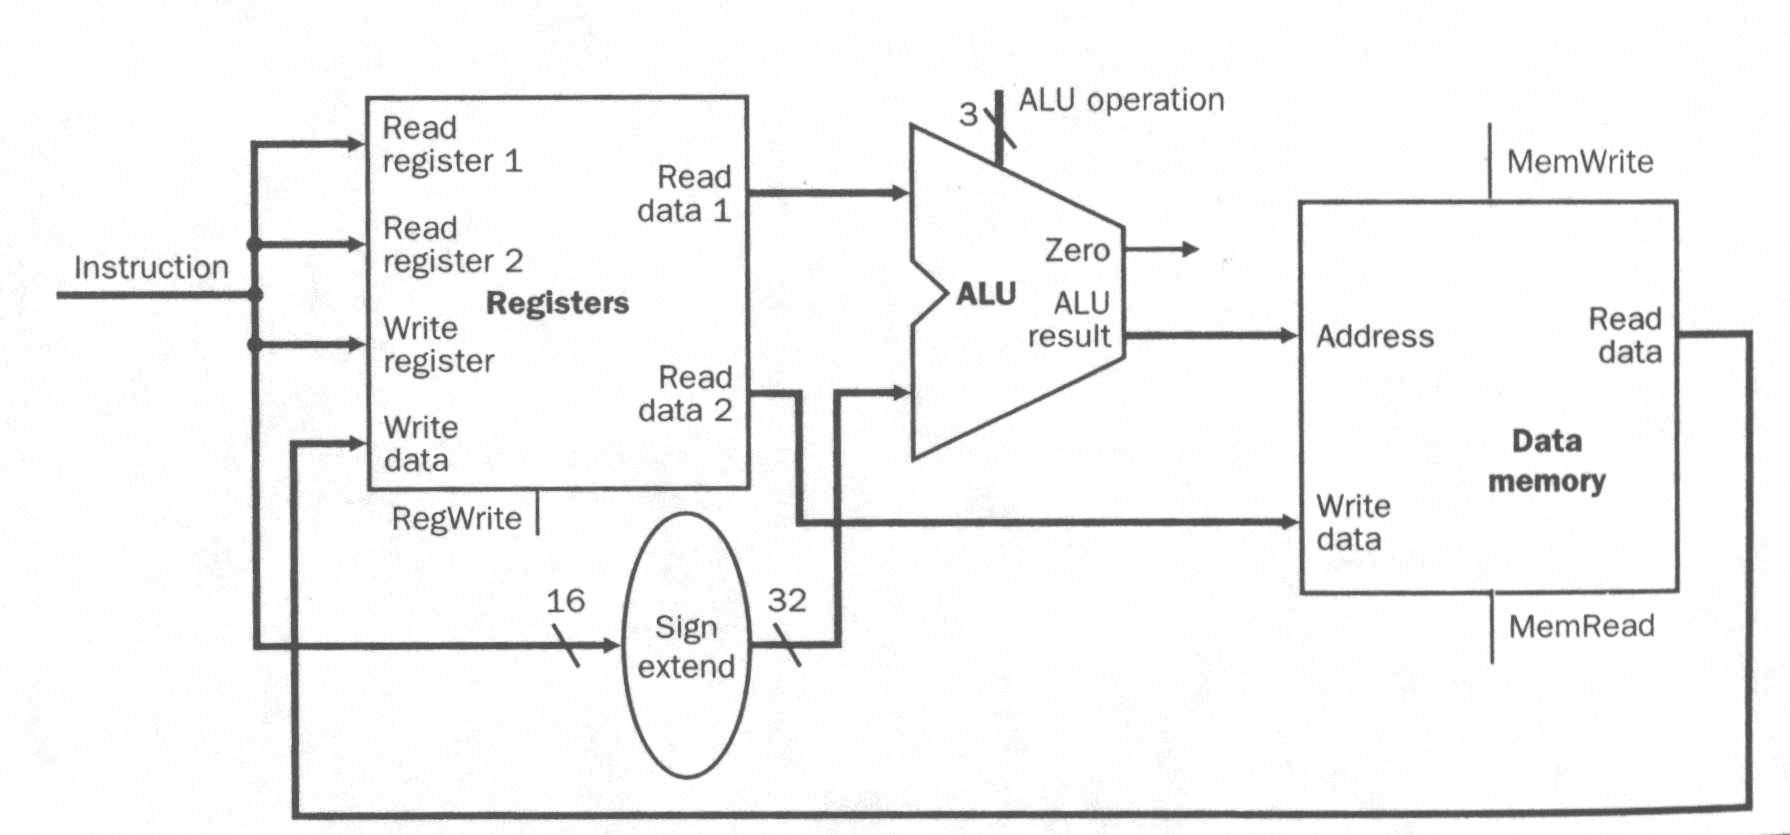 Instruction
Read
register 1
Read
register 2
Registers
Write
register
Write
data
Read
data 1
Read
data 2
RegWrite
16
Sign
extend
32
3
ALU operation
Zero
ALU
ALU
result
MemWrite
Address
Read
data
Data
memory
Write
data
MemRead